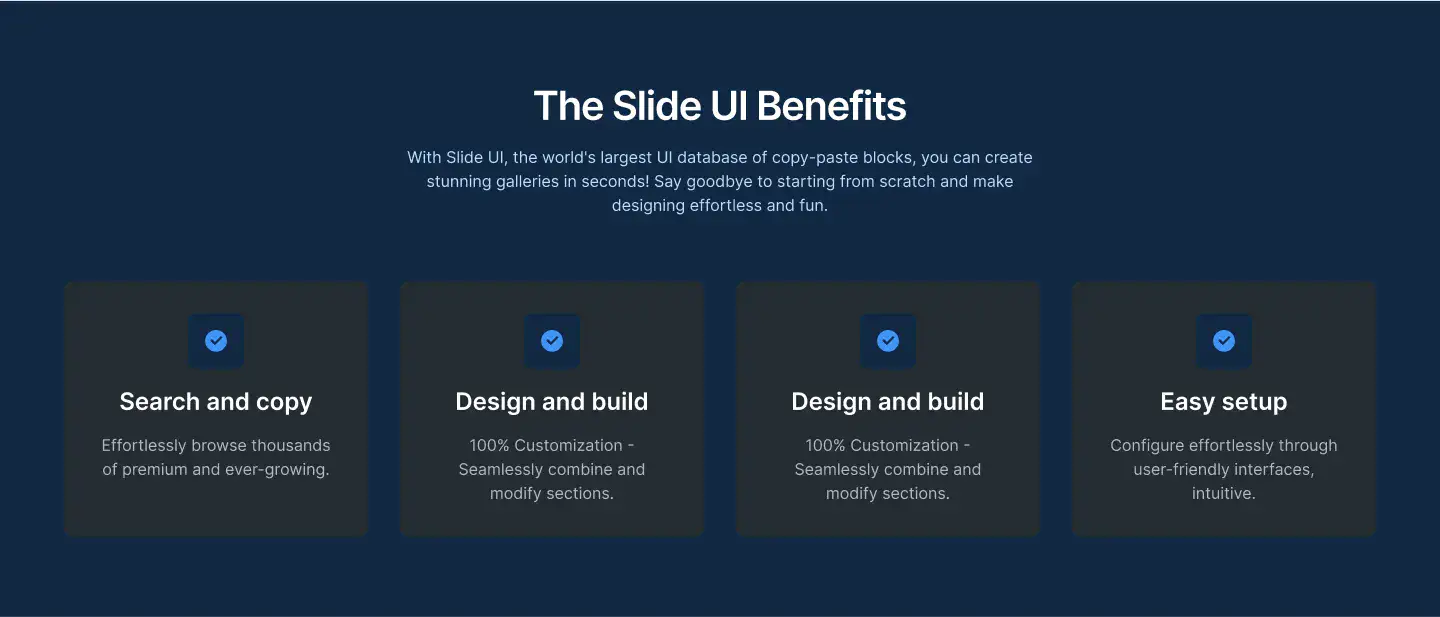 The Slide UI Benefits
With Slide UI, the world's largest UI database of copy-paste blocks, you can create
stunning galleries in seconds! Say goodbye to starting from scratch and make
designing effortless and fun.
Search and copy
Effortlessly browse thousands
of premium and ever-growing.
Design and build
100% Customization -
Seamlessly combine and
modify sections.
Design and build
100% Customization -
Seamlessly combine and
modify sections.
Easy setup
Configure effortlessly through
user-friendly interfaces,
intuitive.